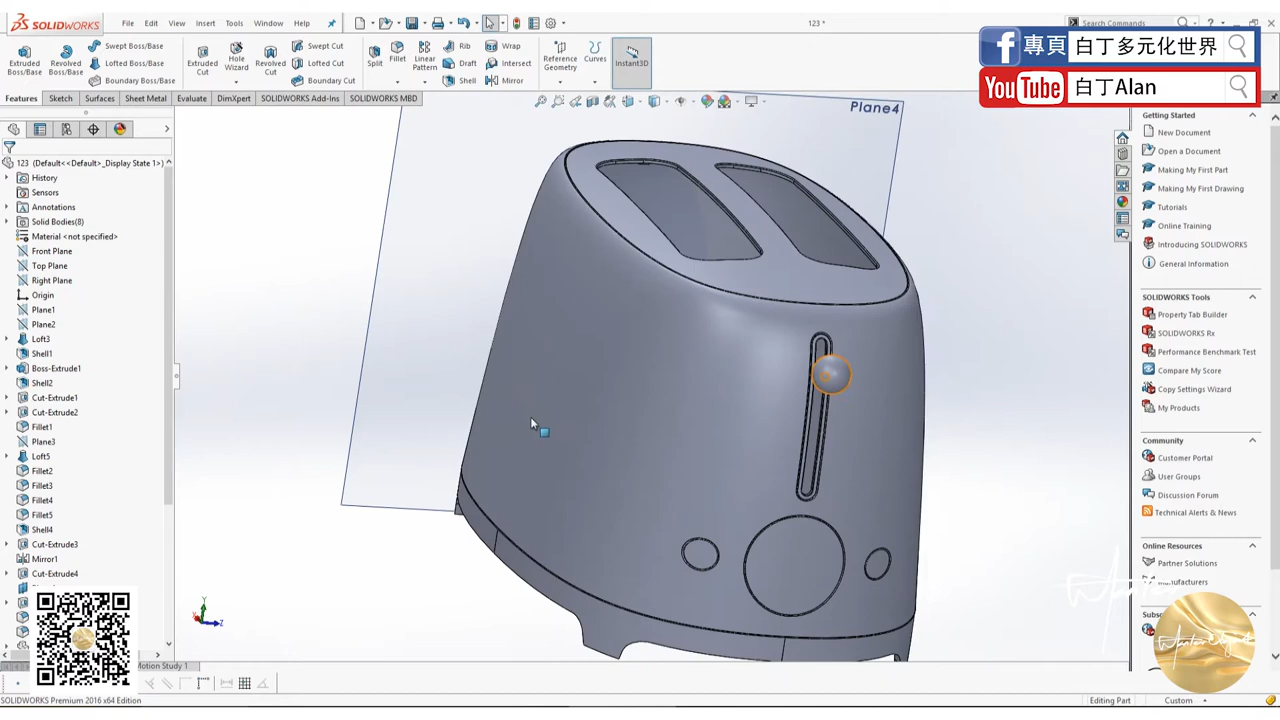 SOLIDWORKS
File Edit View Insert Tools Window Help
123 *
Search Commands
專頁 白丁多元化世界
YouTube 白丁Alan
Extruded Boss/Base
Revolved Boss/Base
Swept Boss/Base
Lofted Boss/Base
Boundary Boss/Base
Extruded Cut
Hole Wizard
Revolved Cut
Swept Cut
Lofted Cut
Boundary Cut
Split
Fillet
Linear Pattern
Rib
Draft
Shell
Wrap
Intersect
Mirror
Reference Geometry
Curves
Instant3D
Features Sketch Surfaces Sheet Metal Evaluate DimXpert SOLIDWORKS Add-Ins SOLIDWORKS MBD
Plane4
123 (Default<<Default>_Display State 1>)
History
Sensors
Annotations
Solid Bodies(8)
Material <not specified>
Front Plane
Top Plane
Right Plane
Origin
Plane1
Plane2
Loft3
Shell1
Boss-Extrude1
Shell2
Cut-Extrude1
Cut-Extrude2
Fillet1
Plane3
Loft5
Fillet2
Fillet3
Fillet4
Fillet5
Shell4
Cut-Extrude3
Mirror1
Cut-Extrude4
Getting Started
New Document
Open a Document
Making My First Part
Making My First Drawing
Tutorials
Online Training
Introducing SOLIDWORKS
General Information
SOLIDWORKS Tools
Property Tab Builder
SOLIDWORKS Rx
Performance Benchmark Test
Compare My Score
Copy Settings Wizard
My Products
Community
Customer Portal
User Groups
Discussion Forum
Technical Alerts & News
Online Resources
Partner Solutions
Manufacturers
Motion Study 1
SOLIDWORKS Premium 2016 x64 Edition
Editing Part
Custom